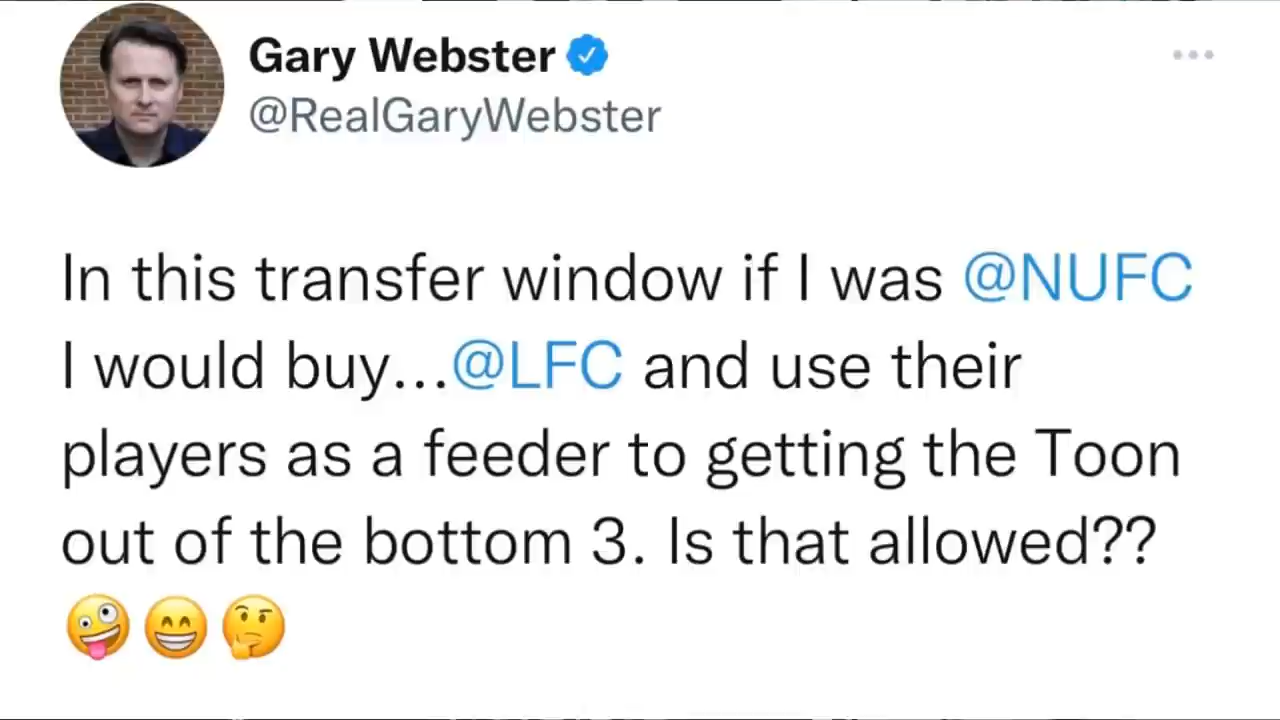 Gary Webster
@RealGaryWebster
In this transfer window if I was @NUFC
I would buy...@LFC and use their
players as a feeder to getting the Toon
out of the bottom 3. Is that allowed??
🤪😁🤔